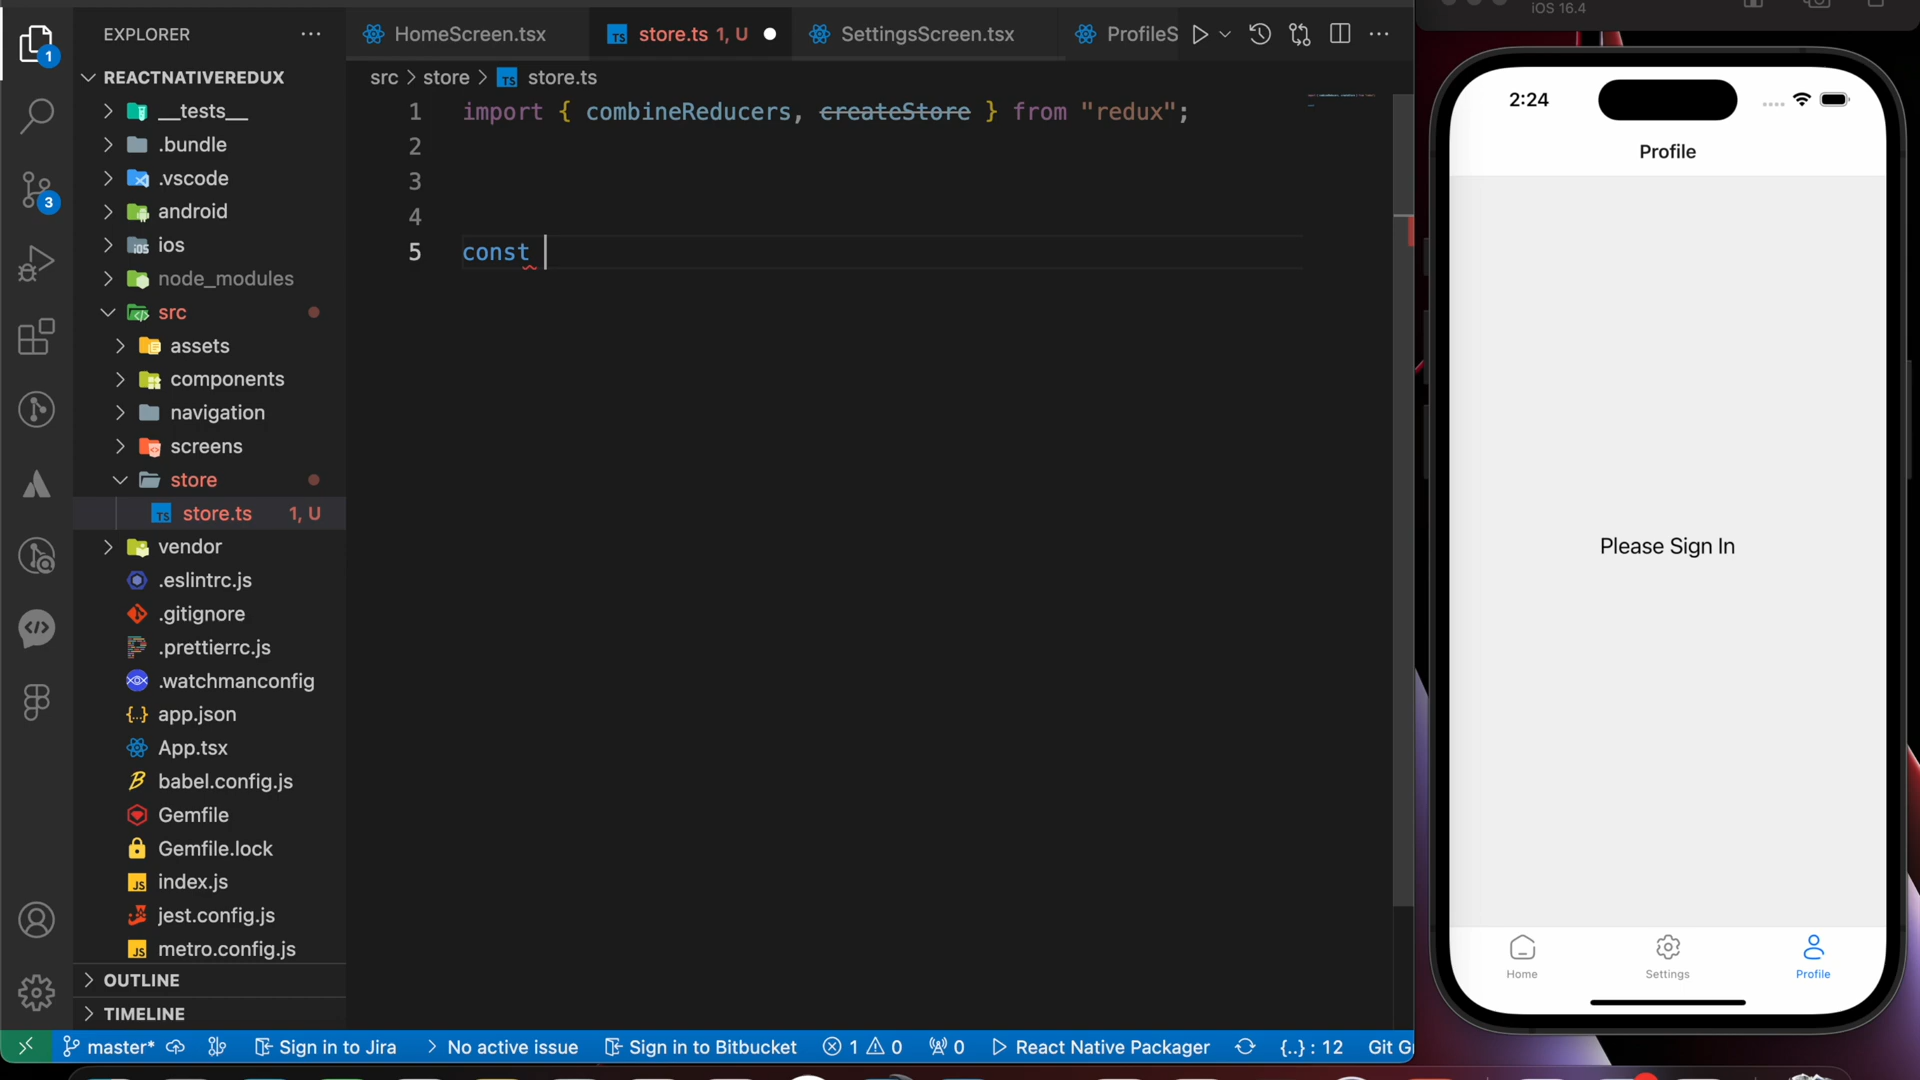 EXPLORER
REACTNATIVEREDUX
__tests__
.bundle
.vscode
android
ios
node_modules
src
assets
components
navigation
screens
store
store.ts 1, U
vendor
.eslintrc.js
.gitignore
.prettierrc.js
.watchmanconfig
app.json
App.tsx
babel.config.js
Gemfile
Gemfile.lock
index.js
jest.config.js
metro.config.js
OUTLINE
TIMELINE
1
3
HomeScreen.tsx
store.ts 1, U
SettingsScreen.tsx
ProfileS
src > store > store.ts
1 import { combineReducers, createStore } from "redux";
2
3
4
5 const
iOS 16.4
2:24
Profile
Please Sign In
Home
Settings
Profile
master*
Sign in to Jira
No active issue
Sign in to Bitbucket
1
0
0
React Native Packager
{..} : 12
Git G